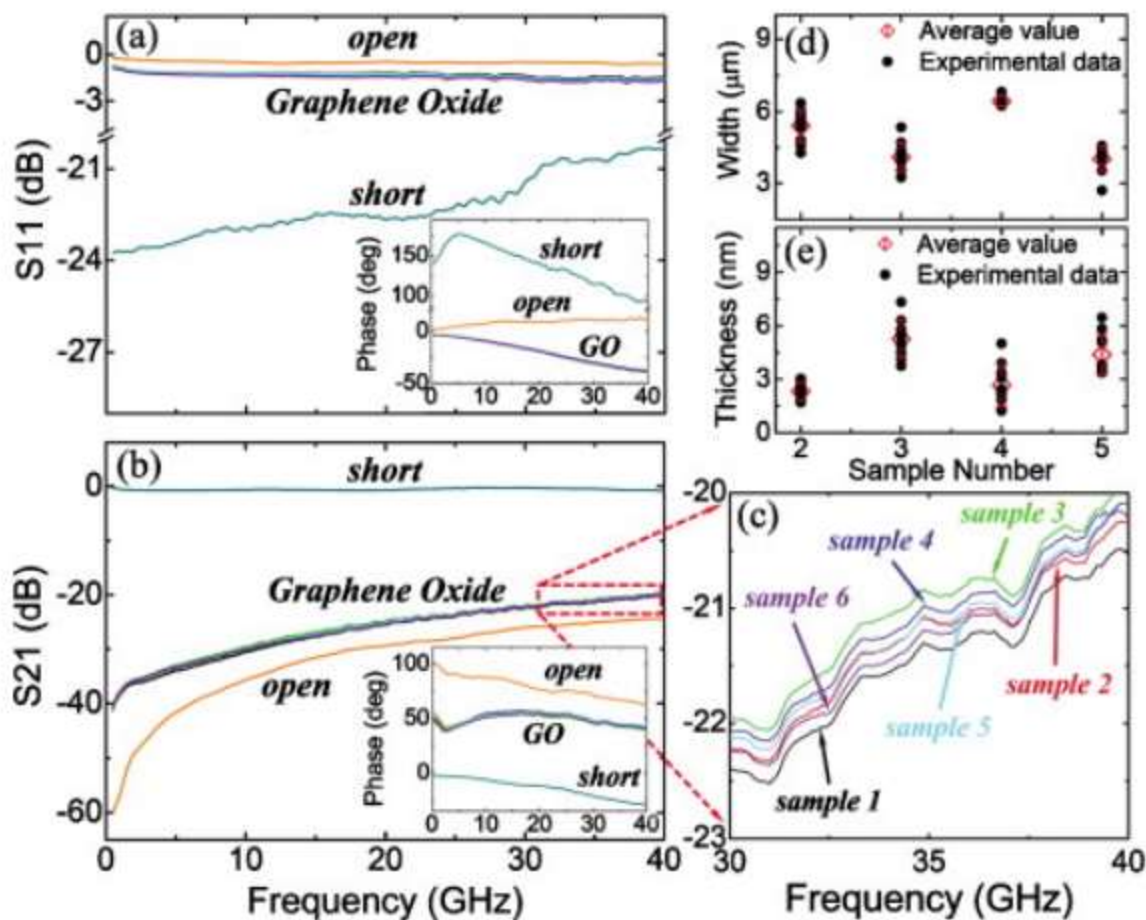 (a)
open
Graphene Oxide
short
0
-3
-21
-24
-27
S11 (dB)
Phase (deg)
150
100
0
-50
short
open
GO
0 10 20 30 40
(b)
short
Graphene Oxide
open
0
-20
-40
-60
S21 (dB)
Phase (deg)
100
50
0
open
GO
short
0 10 20 30 40
0 10 20 30 40
Frequency (GHz)
(d)
Average value
Experimental data
9
6
3
Width (μm)
(e)
Average value
Experimental data
9
6
3
0
Thickness (nm)
2 3 4 5
Sample Number
(c)
-20
-21
-22
-23
sample 3
sample 4
sample 6
sample 2
sample 5
sample 1
30 35 40
Frequency (GHz)